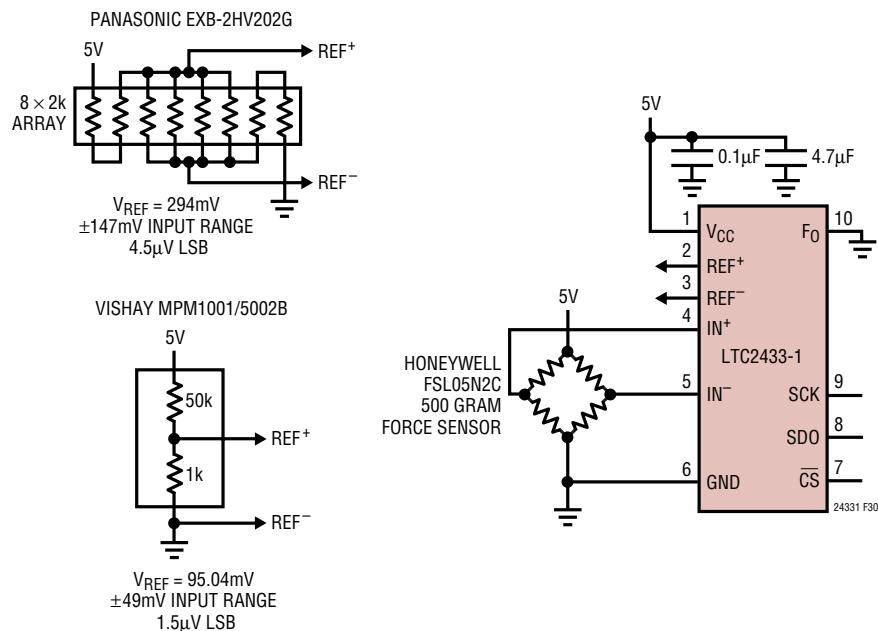 PANASONIC EXB-2HV202G
5V
REF+
8 × 2k
ARRAY
REF−
VREF = 294mV
±147mV INPUT RANGE
4.5µV LSB
VISHAY MPM1001/5002B
5V
50k
REF+
1k
REF−
VREF = 95.04mV
±49mV INPUT RANGE
1.5µV LSB
5V
0.1µF
4.7µF
1
VCC
FO
10
2
REF+
3
REF−
4
IN+
5V
LTC2433-1
HONEYWELL
FSL05N2C
500 GRAM
FORCE SENSOR
5
IN−
SCK
9
SDO
8
6
GND
CS
7
24331 F30